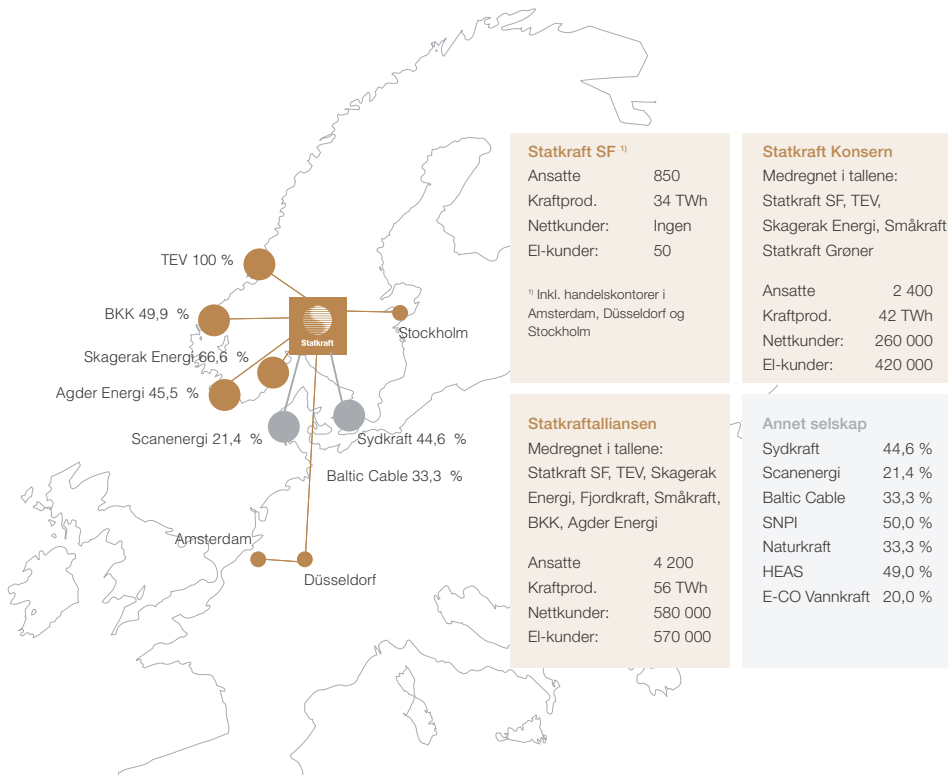 TEV 100 %
BKK 49,9 %
Skagerak Energi 66,6 %
Agder Energi 45,5 %
Scanenergi 21,4 %
Statkraft
Stockholm
Sydkraft 44,6 %
Baltic Cable 33,3 %
Amsterdam
Düsseldorf
Statkraft SF 1)
Ansatte 850
Kraftprod. 34 TWh
Nettkunder: Ingen
El-kunder: 50
1) Inkl. handelskontorer i
Amsterdam, Düsseldorf og
Stockholm
Statkraft Konsern
Medregnet i tallene:
Statkraft SF, TEV,
Skagerak Energi, Småkraft
Statkraft Grøner
Ansatte 2 400
Kraftprod. 42 TWh
Nettkunder: 260 000
El-kunder: 420 000
Statkraftalliansen
Medregnet i tallene:
Statkraft SF, TEV, Skagerak
Energi, Fjordkraft, Småkraft,
BKK, Agder Energi
Ansatte 4 200
Kraftprod. 56 TWh
Nettkunder: 580 000
El-kunder: 570 000
Annet selskap
Sydkraft 44,6 %
Scanenergi 21,4 %
Baltic Cable 33,3 %
SNPI 50,0 %
Naturkraft 33,3 %
HEAS 49,0 %
E-CO Vannkraft 20,0 %